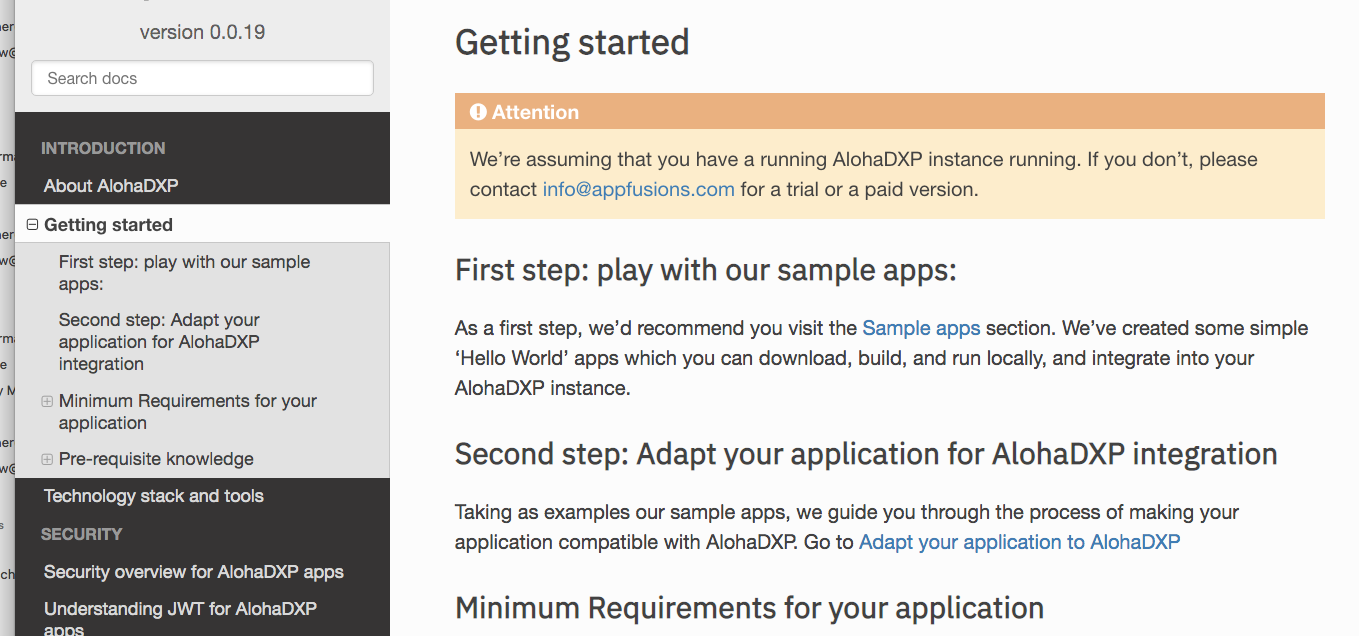 version 0.0.19
Search docs
INTRODUCTION
About AlohaDXP
Getting started
First step: play with our sample
apps:
Second step: Adapt your
application for AlohaDXP
integration
Minimum Requirements for your
application
Pre-requisite knowledge
Technology stack and tools
SECURITY
Security overview for AlohaDXP apps
Understanding JWT for AlohaDXP
apps
Getting started
Attention
We’re assuming that you have a running AlohaDXP instance running. If you don’t, please
contact info@appfusions.com for a trial or a paid version.
First step: play with our sample apps:
As a first step, we’d recommend you visit the Sample apps section. We’ve created some simple
‘Hello World’ apps which you can download, build, and run locally, and integrate into your
AlohaDXP instance.
Second step: Adapt your application for AlohaDXP integration
Taking as examples our sample apps, we guide you through the process of making your
application compatible with AlohaDXP. Go to Adapt your application to AlohaDXP
Minimum Requirements for your application